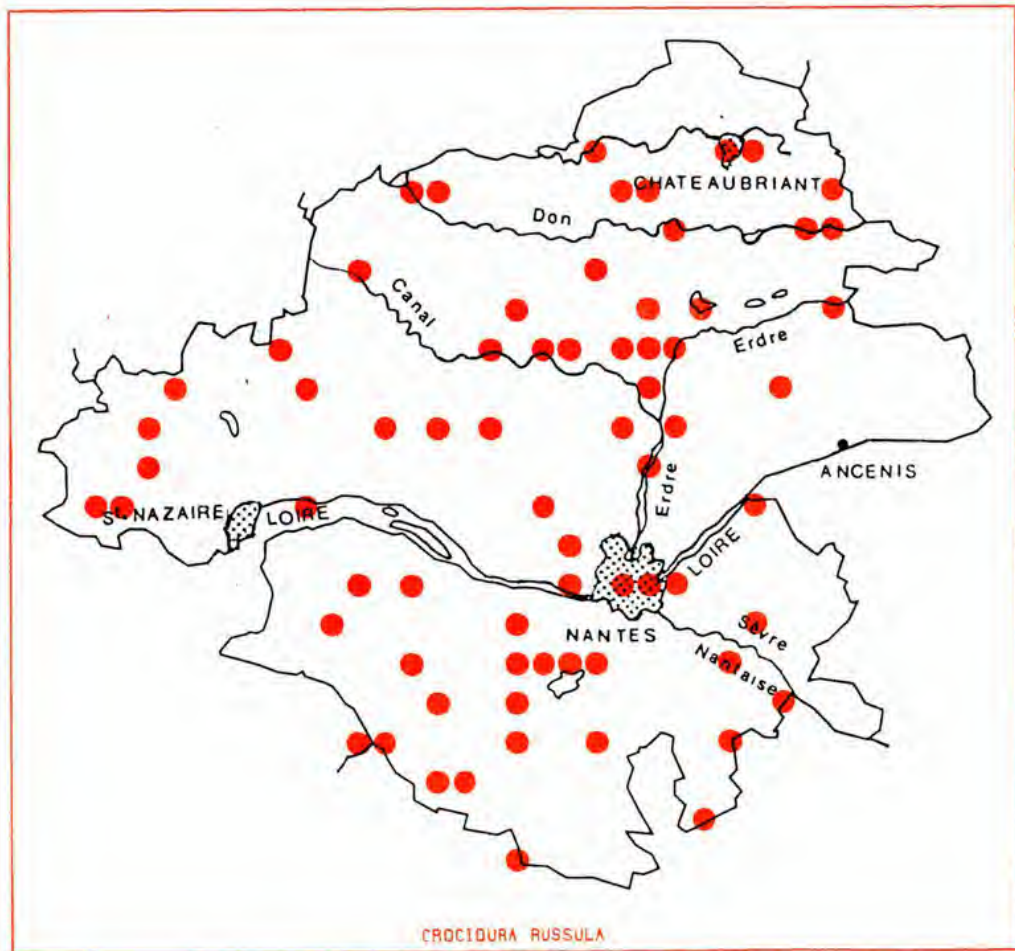 CHATEAUBRIANT
Don
Canal
Erdre
ANCENIS
Erdre
St-NAZAIRE
LOIRE
LOIRE
NANTES
Sèvre
Nantaise
CROCIDURA RUSSULA